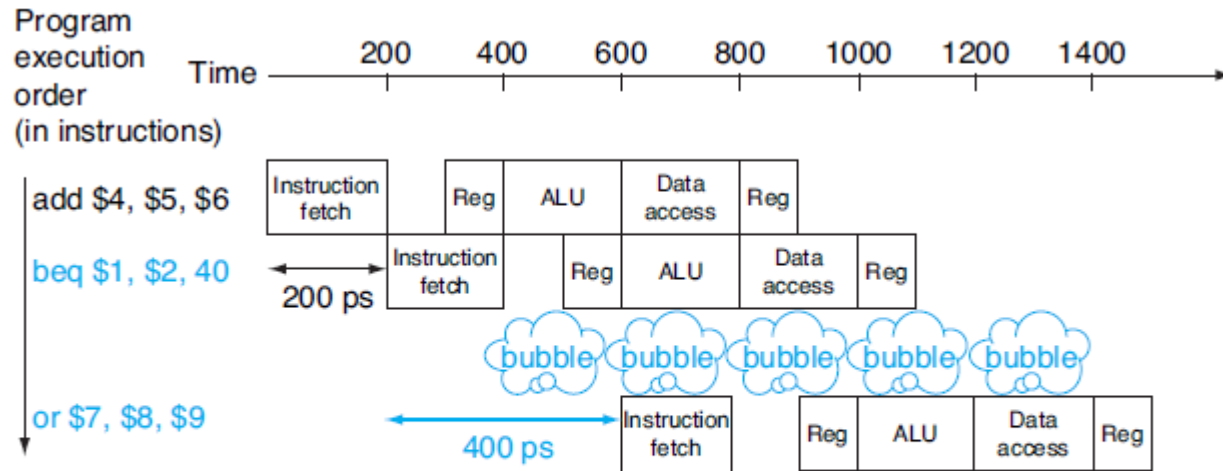 Program
execution
order
(in instructions)
Time
200 400 600 800 1000 1200 1400
add $4, $5, $6
Instruction
fetch
Reg
ALU
Data
access
Reg
beq $1, $2, 40
200 ps
Instruction
fetch
Reg
ALU
Data
access
Reg
bubble bubble bubble bubble bubble
or $7, $8, $9
400 ps
Instruction
fetch
Reg
ALU
Data
access
Reg